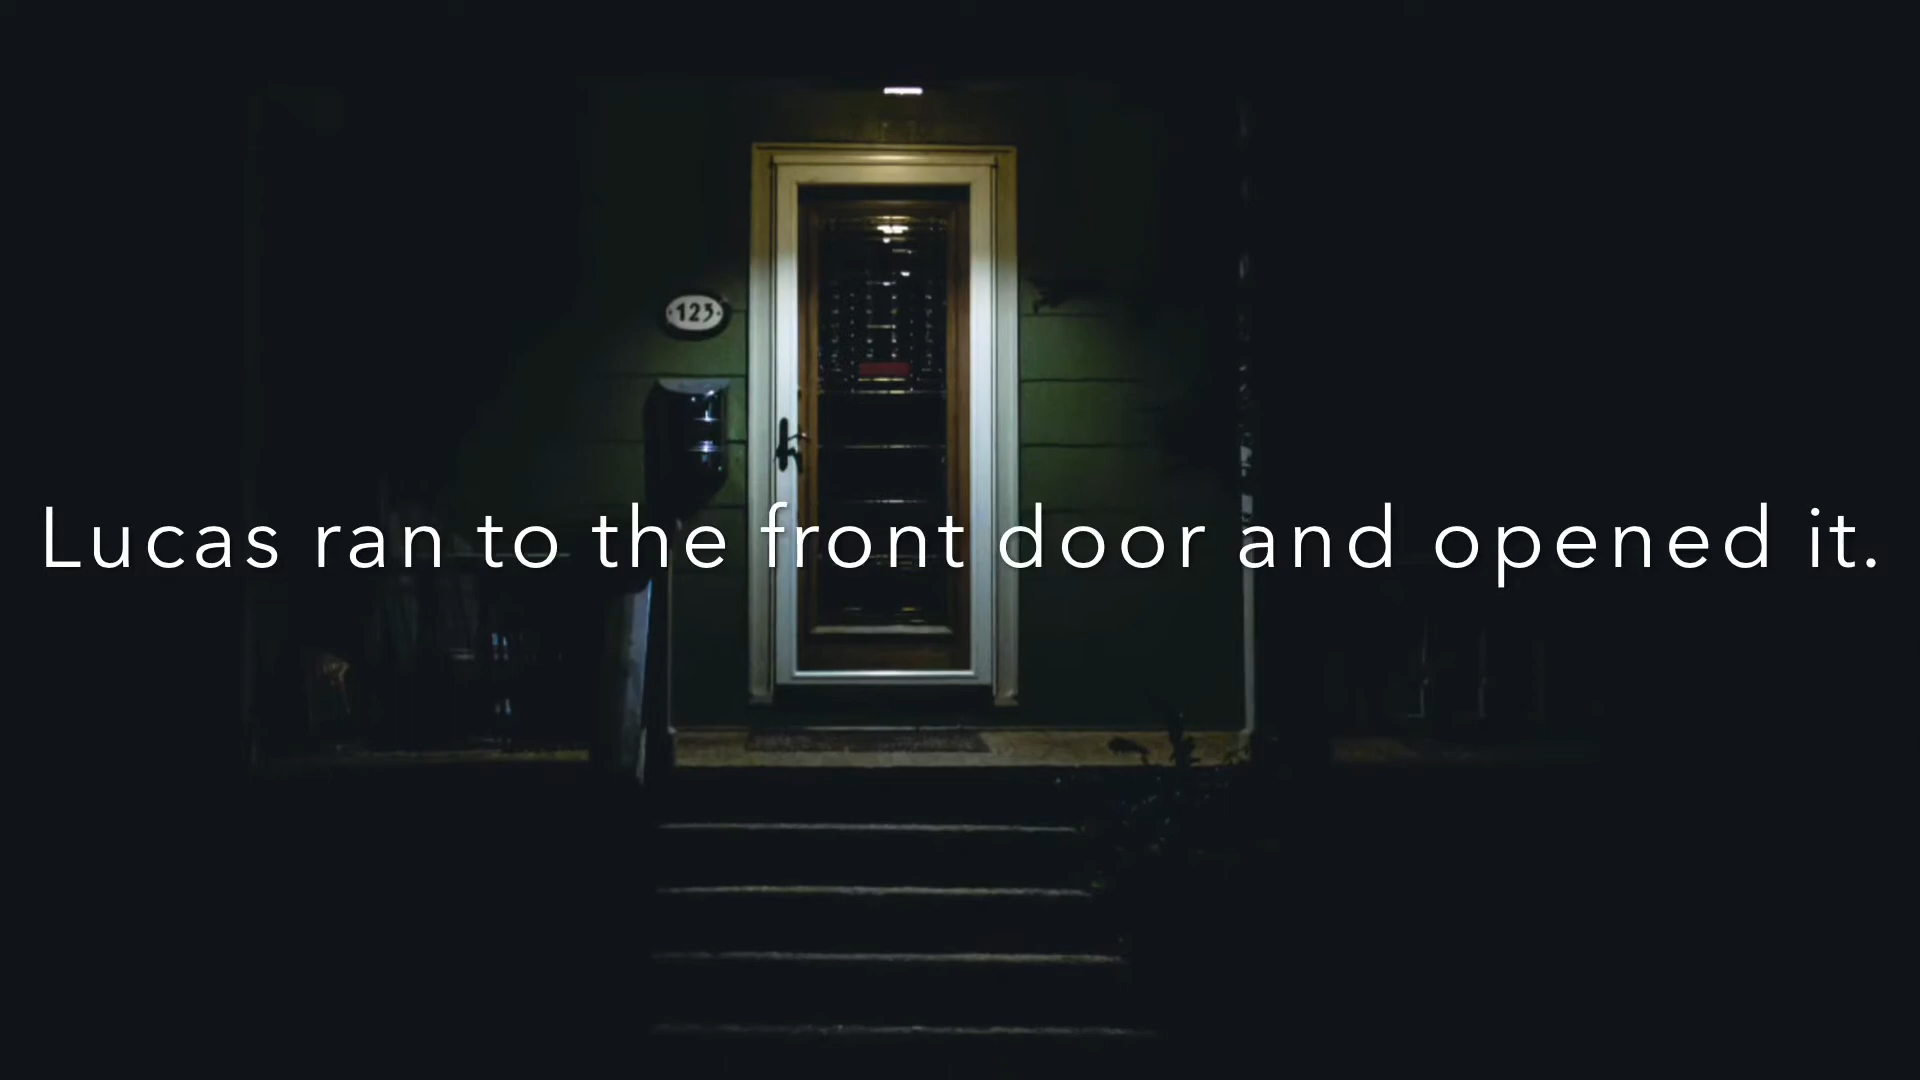 123
Lucas ran to the front door and opened it.